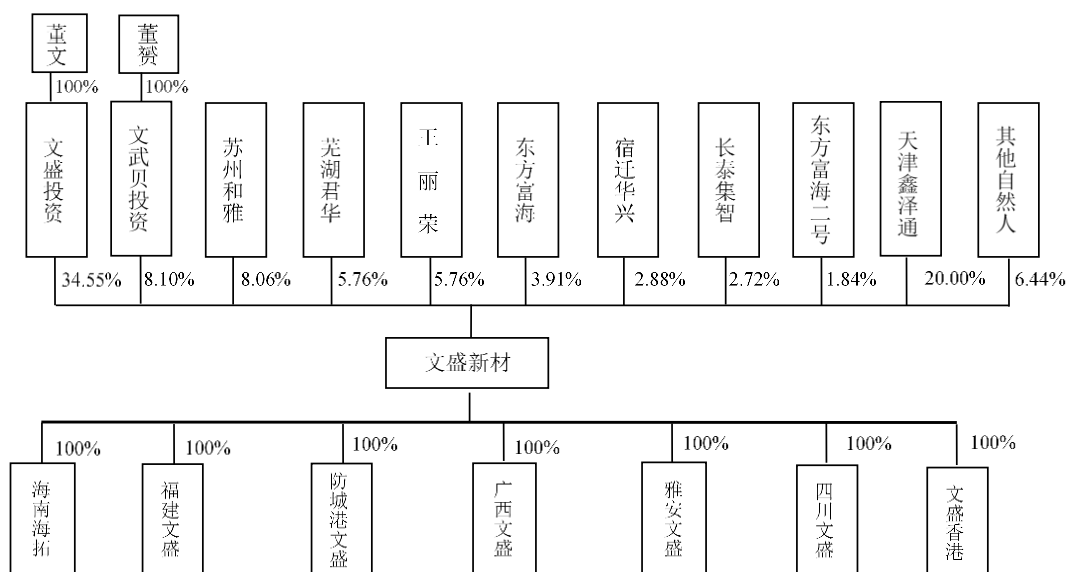 董文
董赟
100%
100%
文盛投资
文武贝投资
苏州和雅
芜湖君华
王丽荣
东方富海
宿迁华兴
长泰集智
东方富海二号
天津鑫泽通
其他自然人
34.55%
8.10%
8.06%
5.76%
5.76%
3.91%
2.88%
2.72%
1.84%
20.00%
6.44%
文盛新材
100%
100%
100%
100%
100%
100%
100%
海南海拓
福建文盛
防城港文盛
广西文盛
雅安文盛
四川文盛
文盛香港